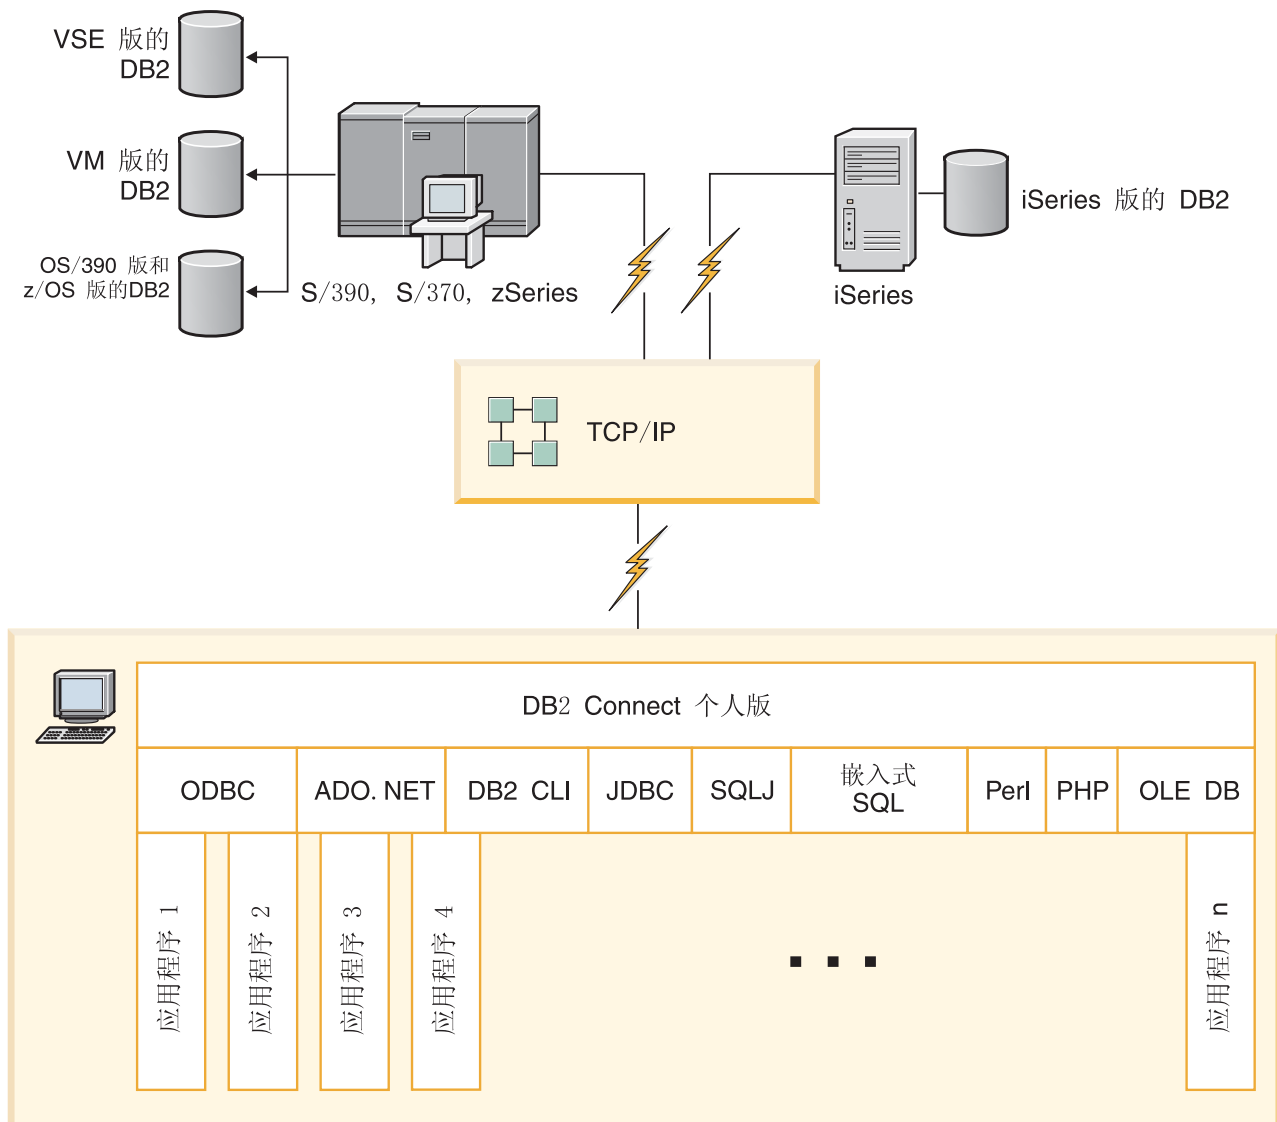 VSE 版的
DB2
VM 版的
DB2
OS/390 版和
z/OS 版的DB2
S/390, S/370, zSeries
iSeries
iSeries 版的 DB2
TCP/IP
DB2 Connect 个人版
ODBC
ADO. NET
DB2 CLI
JDBC
SQLJ
嵌入式
SQL
Perl
PHP
OLE DB
应用程序 1
应用程序 2
应用程序 3
应用程序 4
应用程序 n